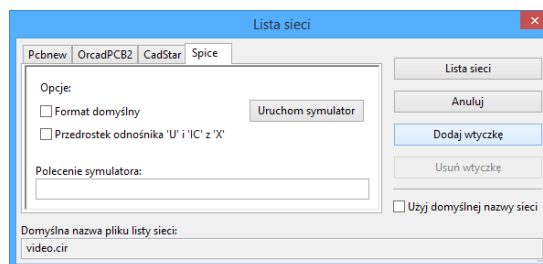 Lista sieci
Pcbnew OrcadPCB2 CadStar Spice
Opcje:
Format domyślny
Uruchom symulator
Przedrostek odnośnika 'U' i 'IC' z 'X'
Polecenie symulatora:
Lista sieci
Anuluj
Dodaj wtyczkę
Usuń wtyczkę
Użyj domyślnej nazwy sieci
Domyślna nazwa pliku listy sieci:
video.cir